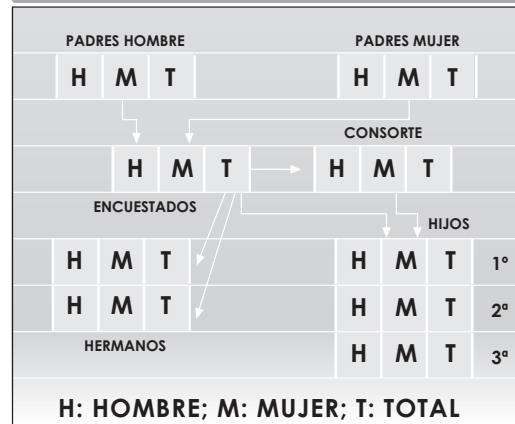 PADRES HOMBRE PADRES MUJER
H M T H M T
CONSORTE
H M T H M T
ENCUESTADOS
HIJOS
H M T H M T 1º
H M T H M T 2ª
HERMANOS
H M T 3ª
H: HOMBRE; M: MUJER; T: TOTAL